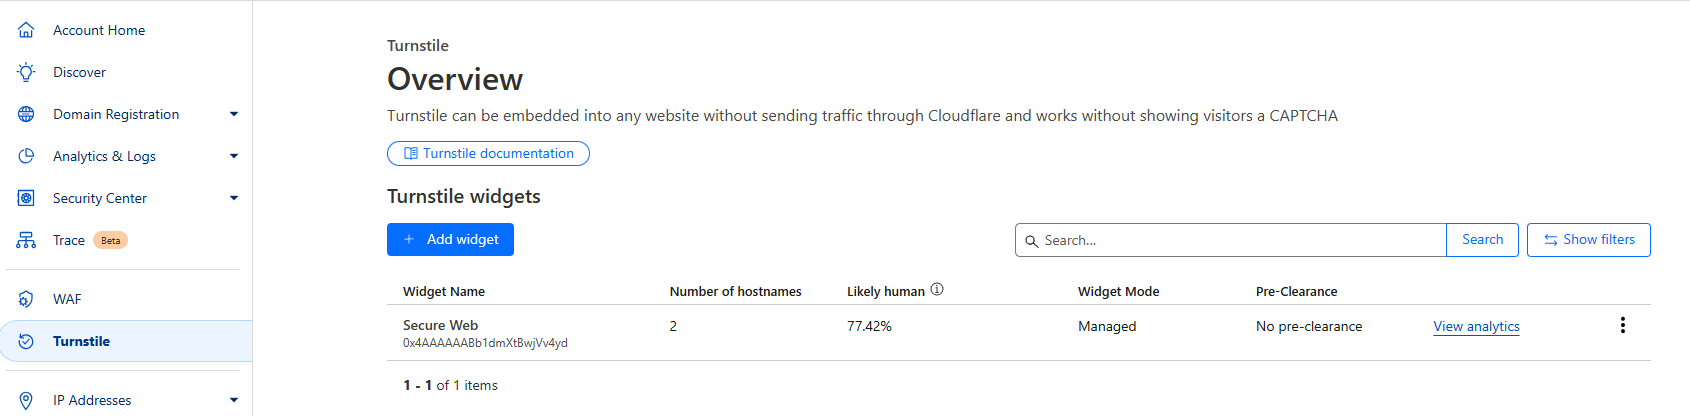 Account Home
Discover
Domain Registration
Analytics & Logs
Security Center
Trace Beta
WAF
Turnstile
IP Addresses
Turnstile
Overview
Turnstile can be embedded into any website without sending traffic through Cloudflare and works without showing visitors a CAPTCHA
Turnstile documentation
Turnstile widgets
+ Add widget
Search... Search Show filters
Widget Name Number of hostnames Likely human Widget Mode Pre-Clearance
Secure Web 2 77.42% Managed No pre-clearance View analytics
0x4AAAAAABb1dmXtBwjVv4yd
1 - 1 of 1 items